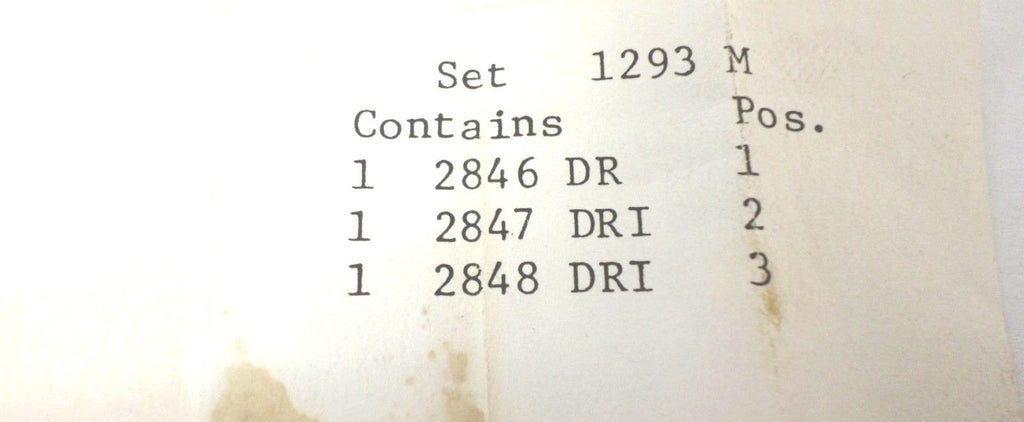 Set 1293 M
Contains Pos.
1 2846 DR 1
1 2847 DRI 2
1 2848 DRI 3